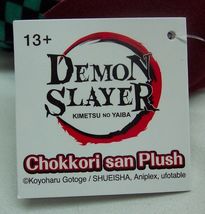 13+
DEMON
SLAYER
KIMETSU NO YAIBA
Chokkori san Plush
©Koyoharu Gotoge / SHUEISHA, Aniplex, ufotable